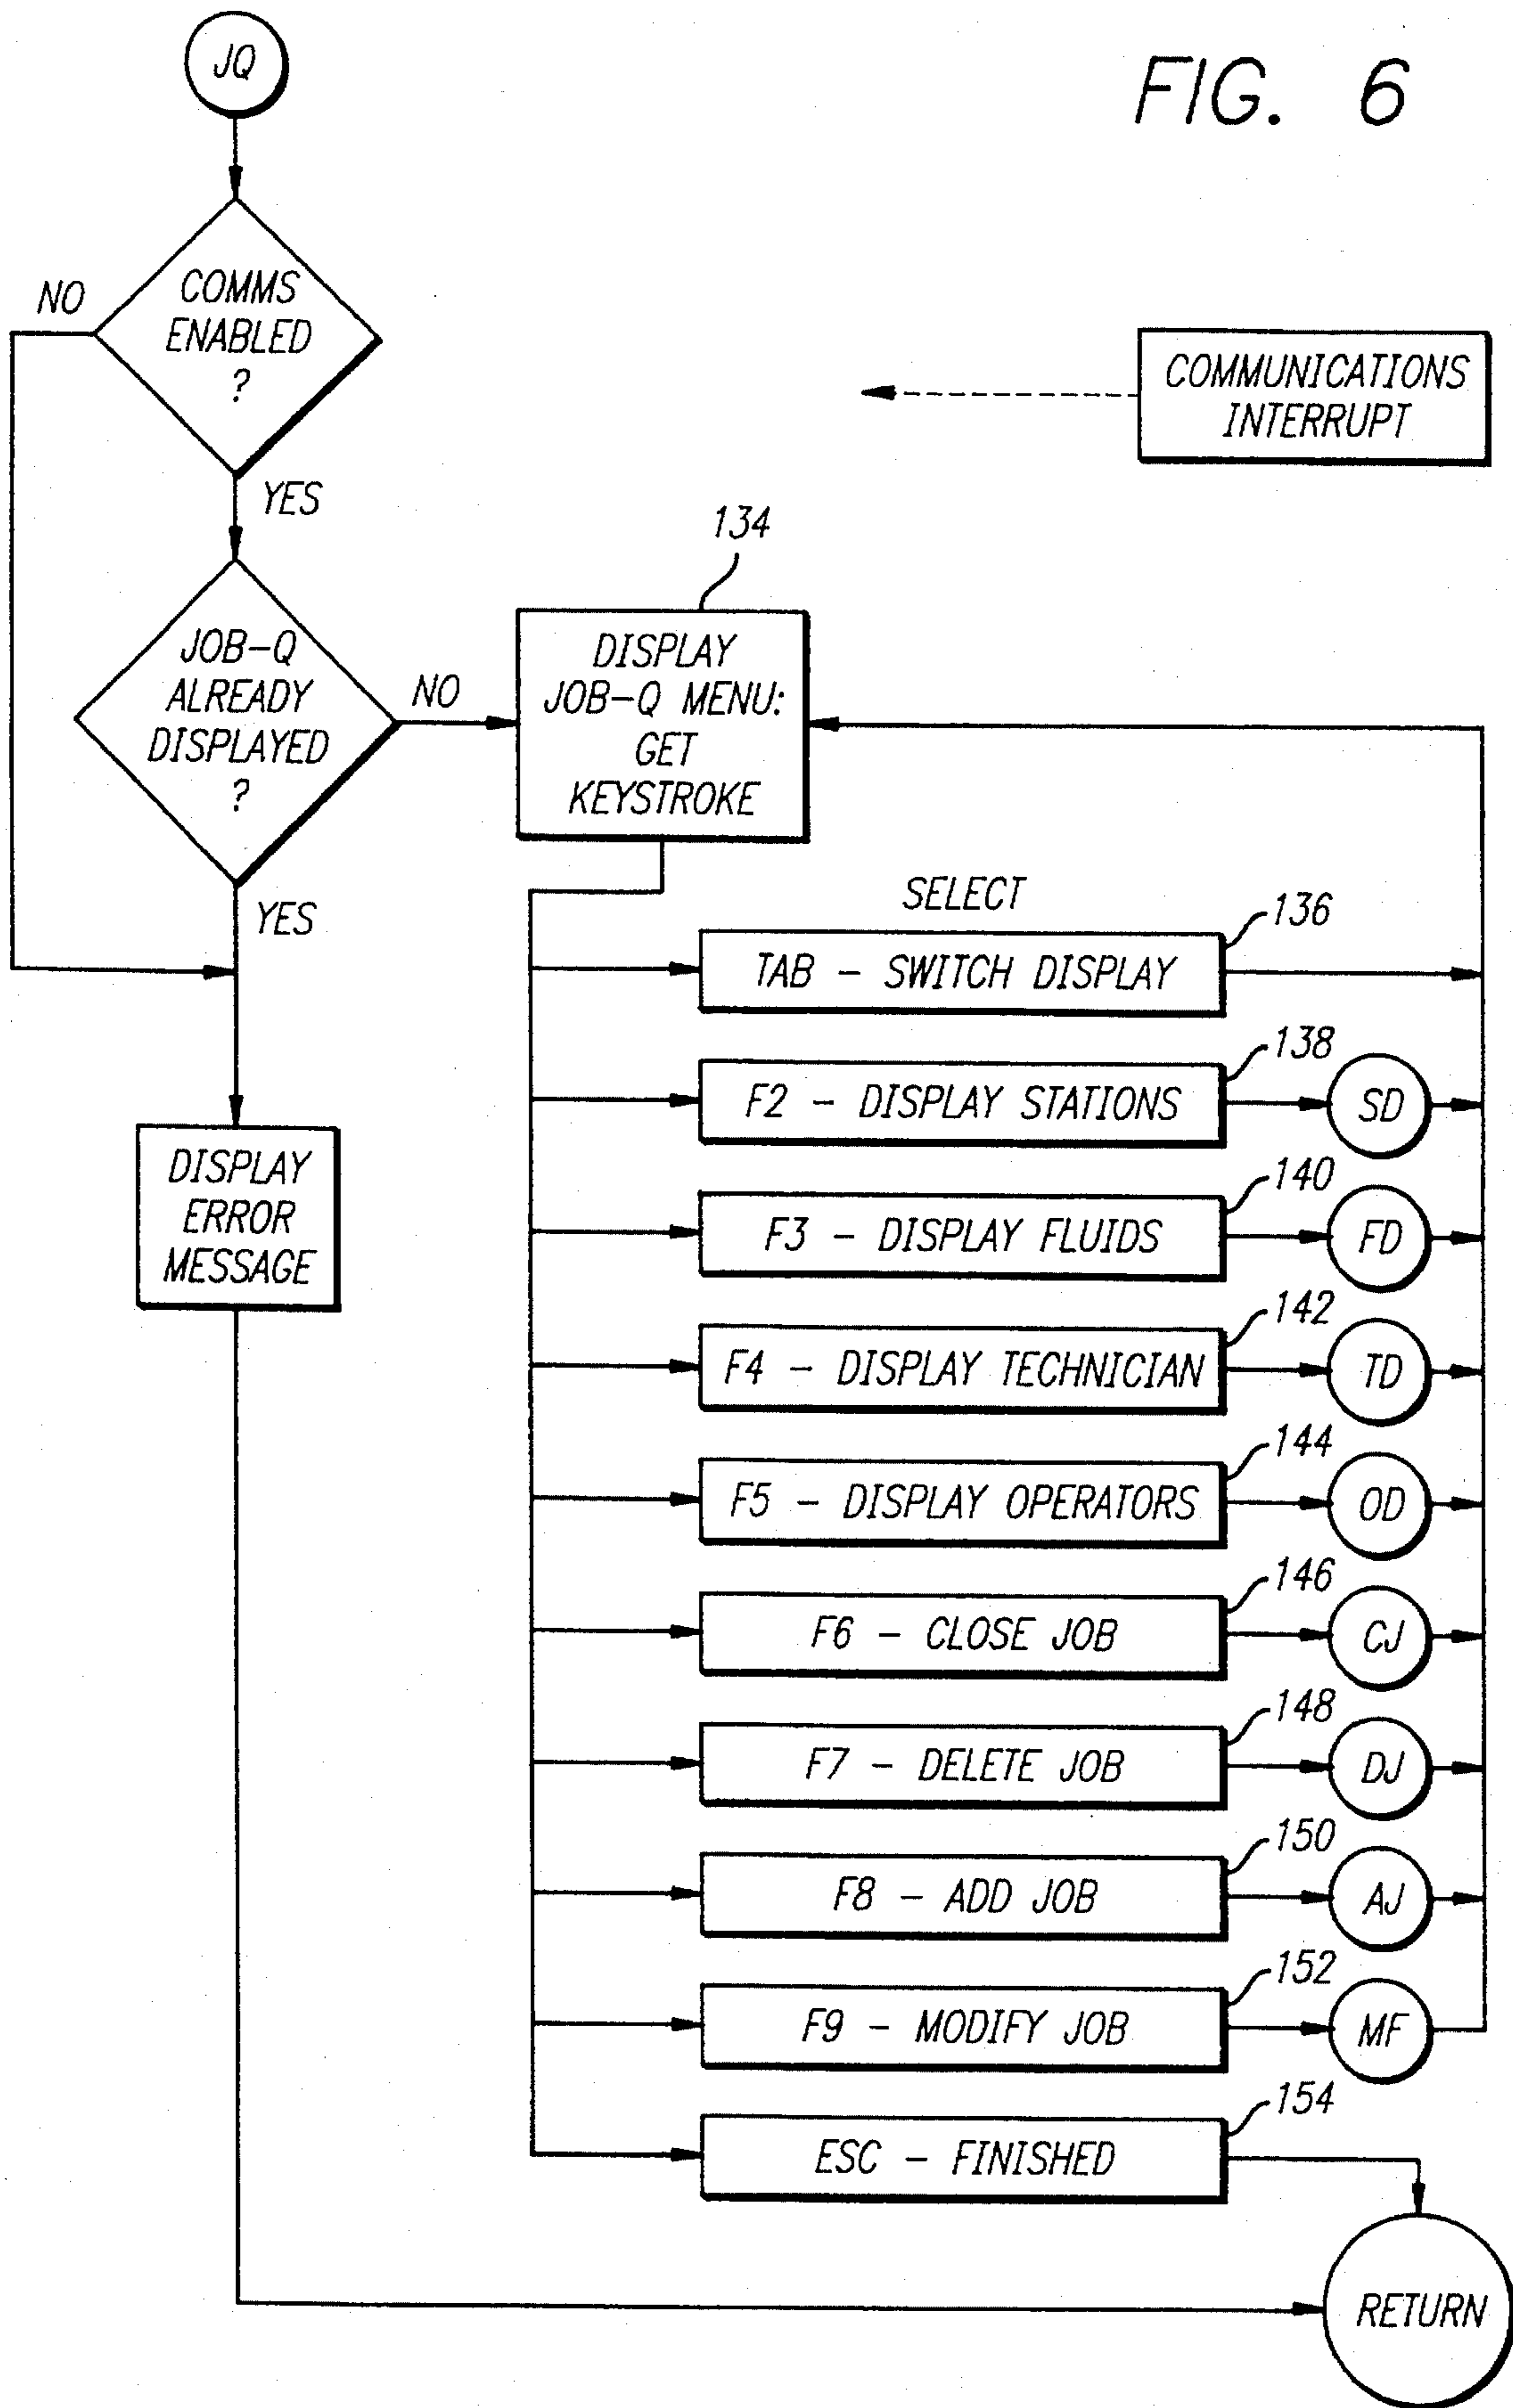 JQ
FIG. 6
COMMS
ENABLED
?
NO
YES
COMMUNICATIONS
INTERRUPT
134
JOB-Q
ALREADY
DISPLAYED
?
NO
YES
DISPLAY
JOB-Q MENU:
GET
KEYSTROKE
SELECT
136
TAB - SWITCH DISPLAY
138
F2 - DISPLAY STATIONS
SD
DISPLAY
ERROR
MESSAGE
140
F3 - DISPLAY FLUIDS
FD
142
F4 - DISPLAY TECHNICIAN
TD
144
F5 - DISPLAY OPERATORS
OD
146
F6 - CLOSE JOB
CJ
148
F7 - DELETE JOB
DJ
150
F8 - ADD JOB
AJ
152
F9 - MODIFY JOB
MF
154
ESC - FINISHED
RETURN